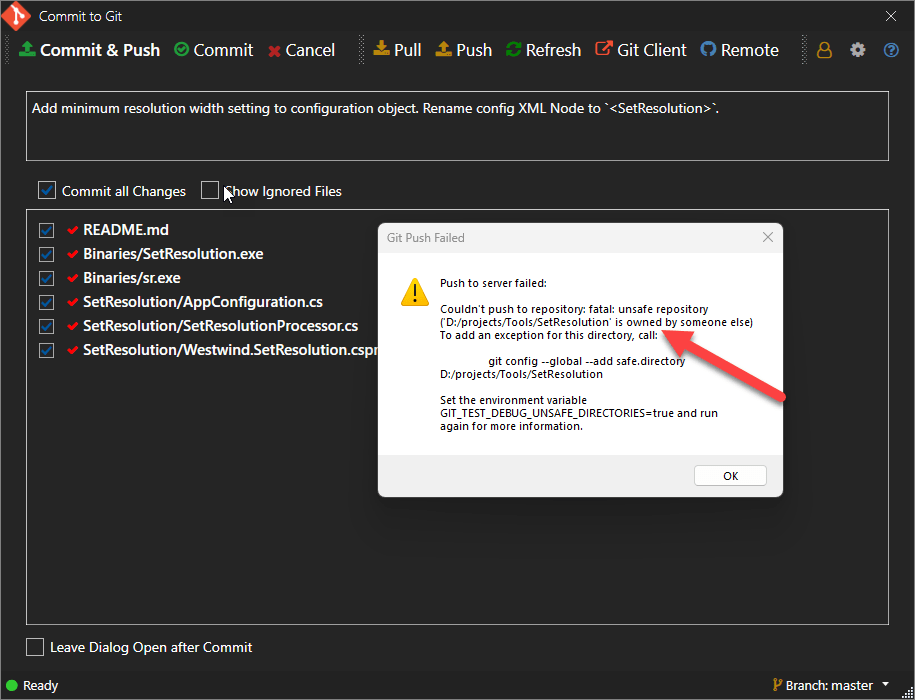 Commit to Git
Commit & Push Commit Cancel Pull Push Refresh Git Client Remote
Add minimum resolution width setting to configuration object. Rename config XML Node to `<SetResolution>`.
Commit all Changes Show Ignored Files
README.md
Binaries/SetResolution.exe
Binaries/sr.exe
SetResolution/AppConfiguration.cs
SetResolution/SetResolutionProcessor.cs
SetResolution/Westwind.SetResolution.cspr
Git Push Failed
Push to server failed:
Couldn't push to repository: fatal: unsafe repository
('D:/projects/Tools/SetResolution' is owned by someone else)
To add an exception for this directory, call:
git config --global --add safe.directory
D:/projects/Tools/SetResolution
Set the environment variable
GIT_TEST_DEBUG_UNSAFE_DIRECTORIES=true and run
again for more information.
OK
Leave Dialog Open after Commit
Ready Branch: master